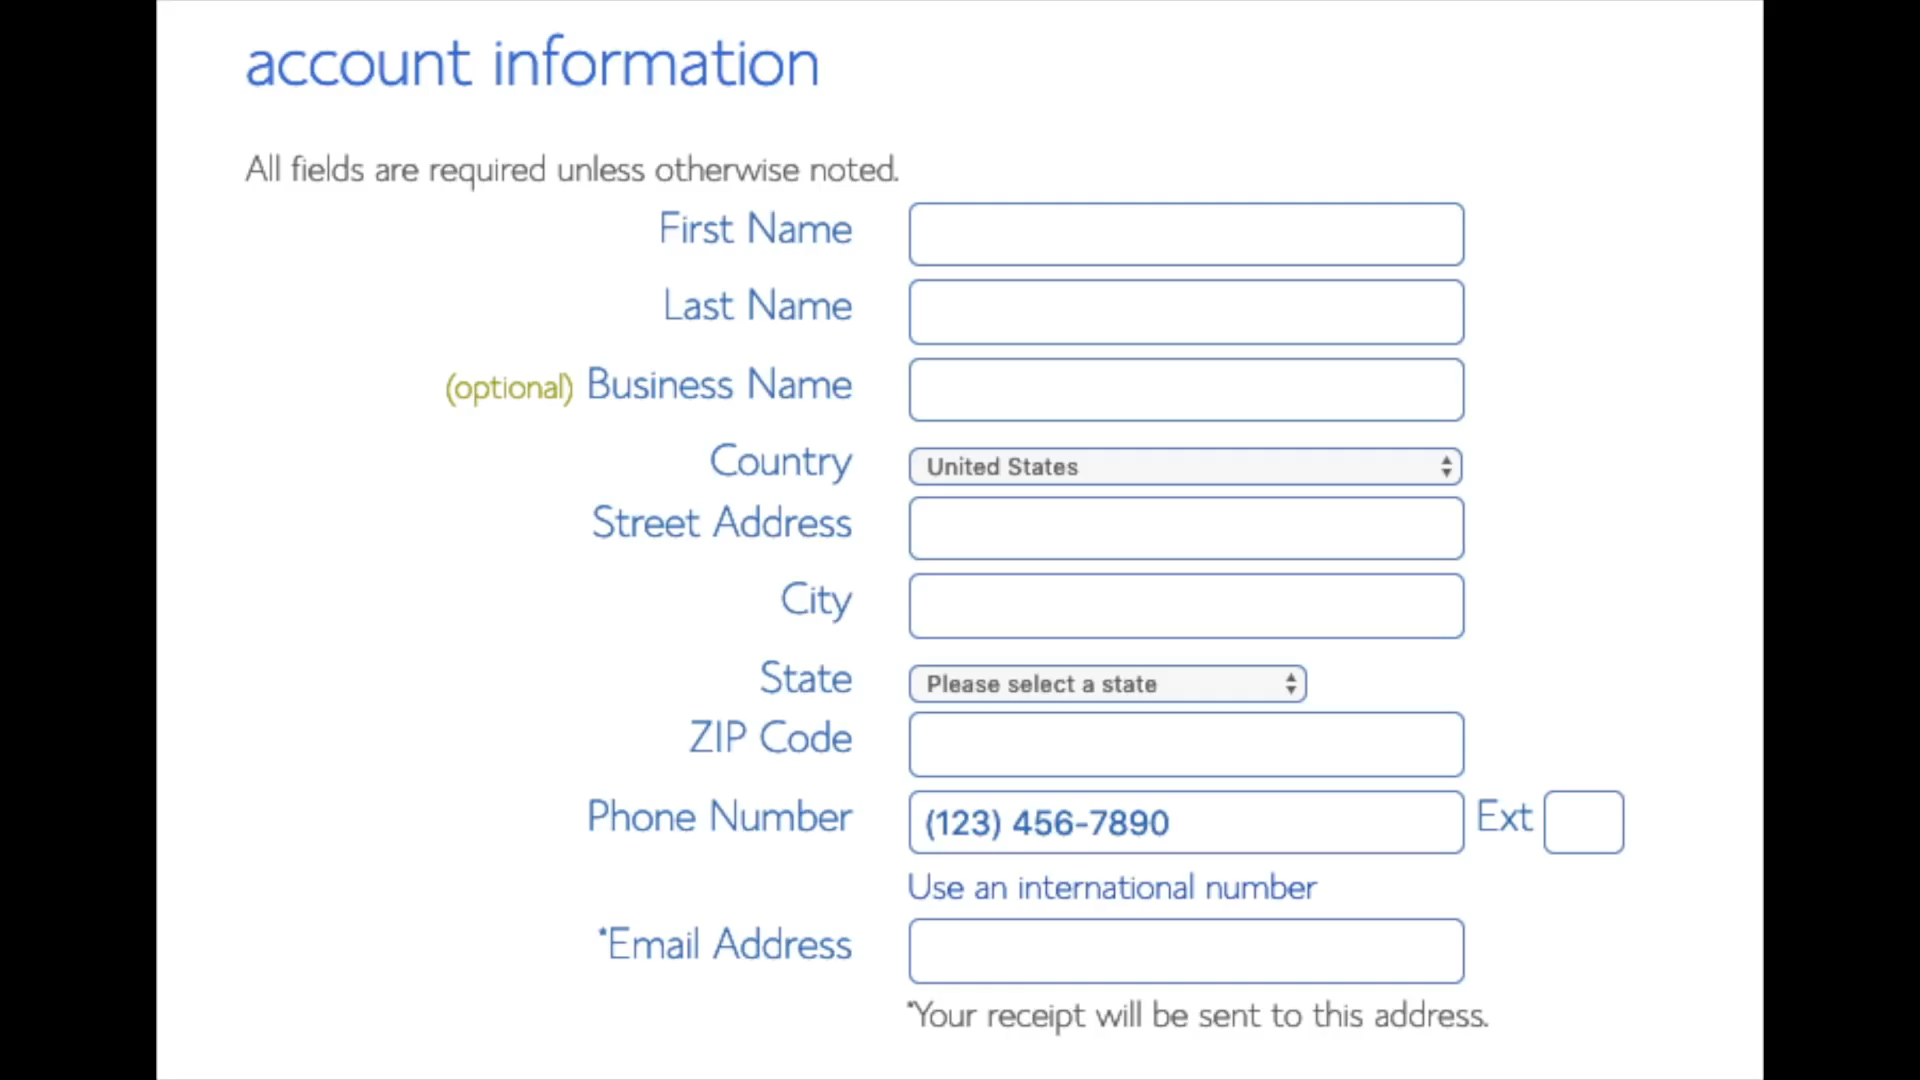 account information
All fields are required unless otherwise noted.
First Name
Last Name
(optional) Business Name
Country United States
Street Address
City
State Please select a state
ZIP Code
Phone Number (123) 456-7890 Ext
Use an international number
*Email Address
*Your receipt will be sent to this address.